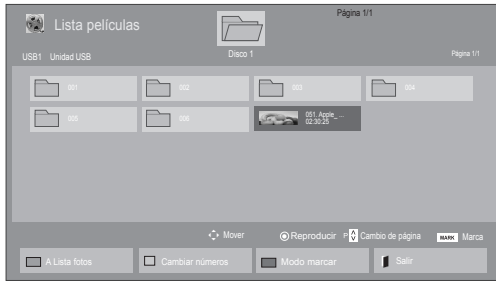 Página 1/1
Lista películas
Disco 1
USB1 Unidad USB
Página 1/1
001 002 003 004
005 006 051. Apple_ ...
02:30:25
Mover Reproducir P Cambio de página MARK Marca
A Lista fotos Cambiar números Modo marcar Salir